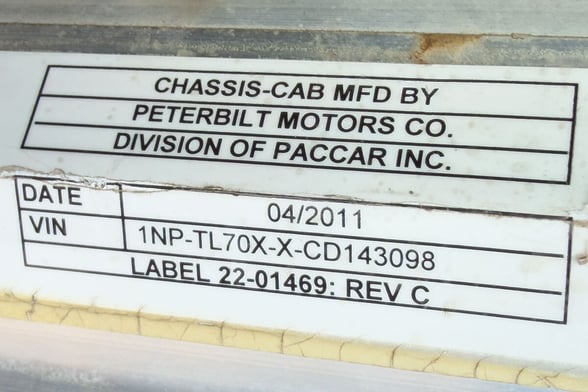 CHASSIS-CAB MFD BY
PETERBILT MOTORS CO.
DIVISION OF PACCAR INC.
DATE 04/2011
VIN 1NP-TL70X-X-CD143098
LABEL 22-01469: REV C